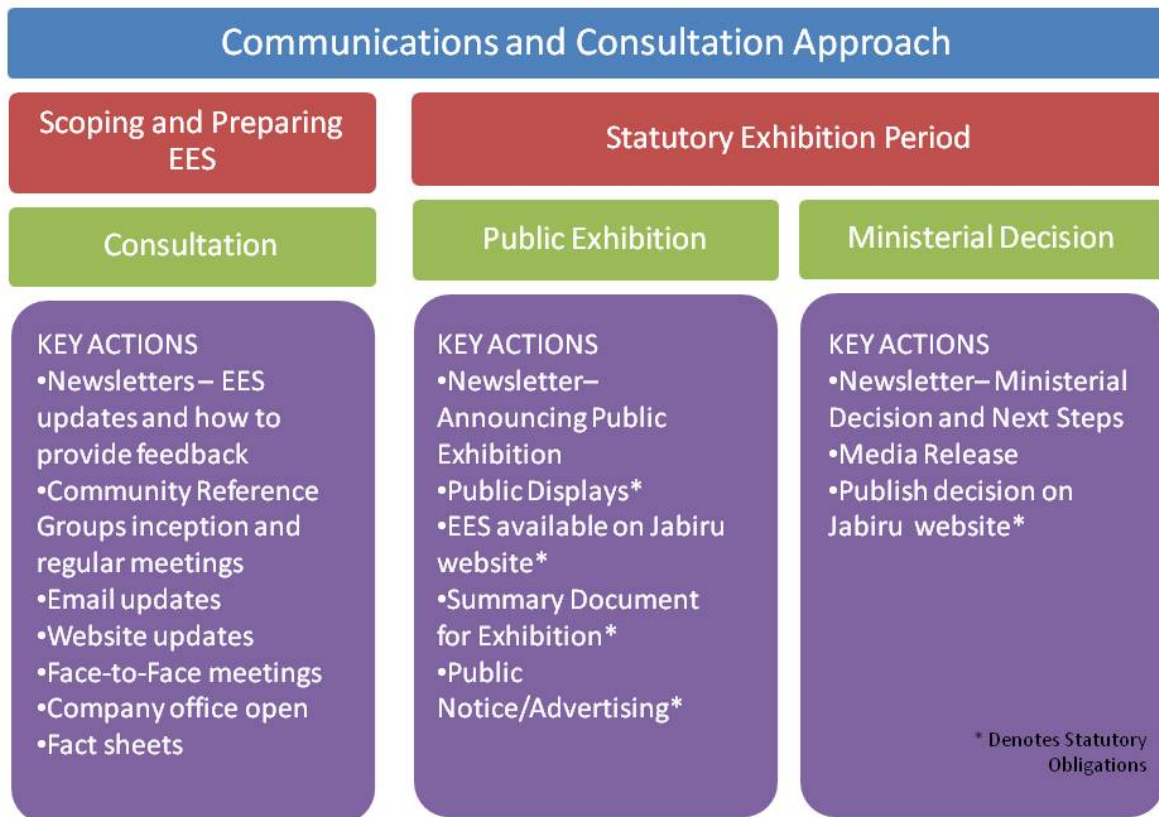 Communications and Consultation Approach
Scoping and Preparing
EES
Statutory Exhibition Period
Consultation
Public Exhibition
Ministerial Decision
KEY ACTIONS
•Newsletters – EES
updates and how to
provide feedback
•Community Reference
Groups inception and
regular meetings
•Email updates
•Website updates
•Face-to-Face meetings
•Company office open
•Fact sheets
KEY ACTIONS
•Newsletter–
Announcing Public
Exhibition
•Public Displays*
•EES available on Jabiru
website*
•Summary Document
for Exhibition*
•Public
Notice/Advertising*
KEY ACTIONS
•Newsletter– Ministerial
Decision and Next Steps
•Media Release
•Publish decision on
Jabiru website*
* Denotes Statutory
Obligations